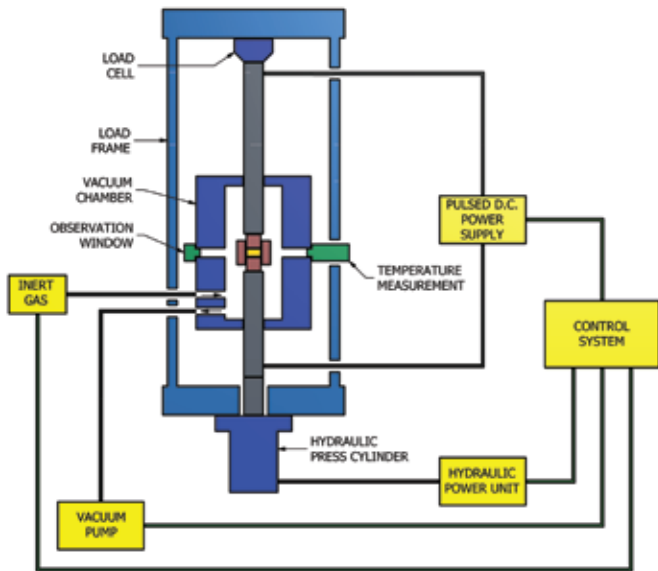 LOAD
CELL
LOAD
FRAME
VACUUM
CHAMBER
OBSERVATION
WINDOW
INERT
GAS
PULSED D.C.
POWER
SUPPLY
TEMPERATURE
MEASUREMENT
CONTROL
SYSTEM
HYDRAULIC
PRESS CYLINDER
HYDRAULIC
POWER UNIT
VACUUM
PUMP